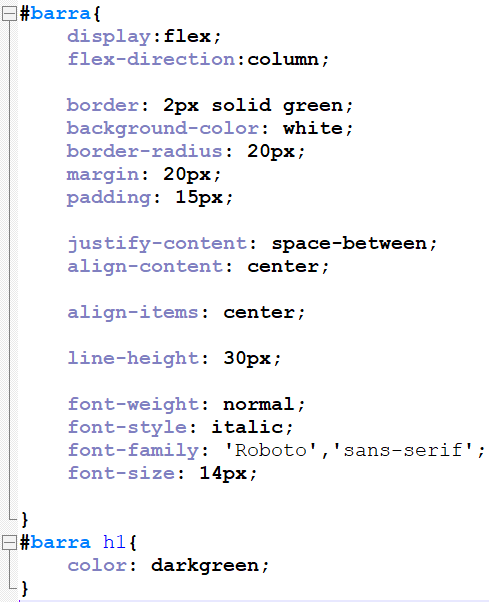 #barra{
display:flex;
flex-direction:column;
border: 2px solid green;
background-color: white;
border-radius: 20px;
margin: 20px;
padding: 15px;
justify-content: space-between;
align-content: center;
align-items: center;
line-height: 30px;
font-weight: normal;
font-style: italic;
font-family: 'Roboto','sans-serif';
font-size: 14px;
}
#barra h1{
color: darkgreen;
}